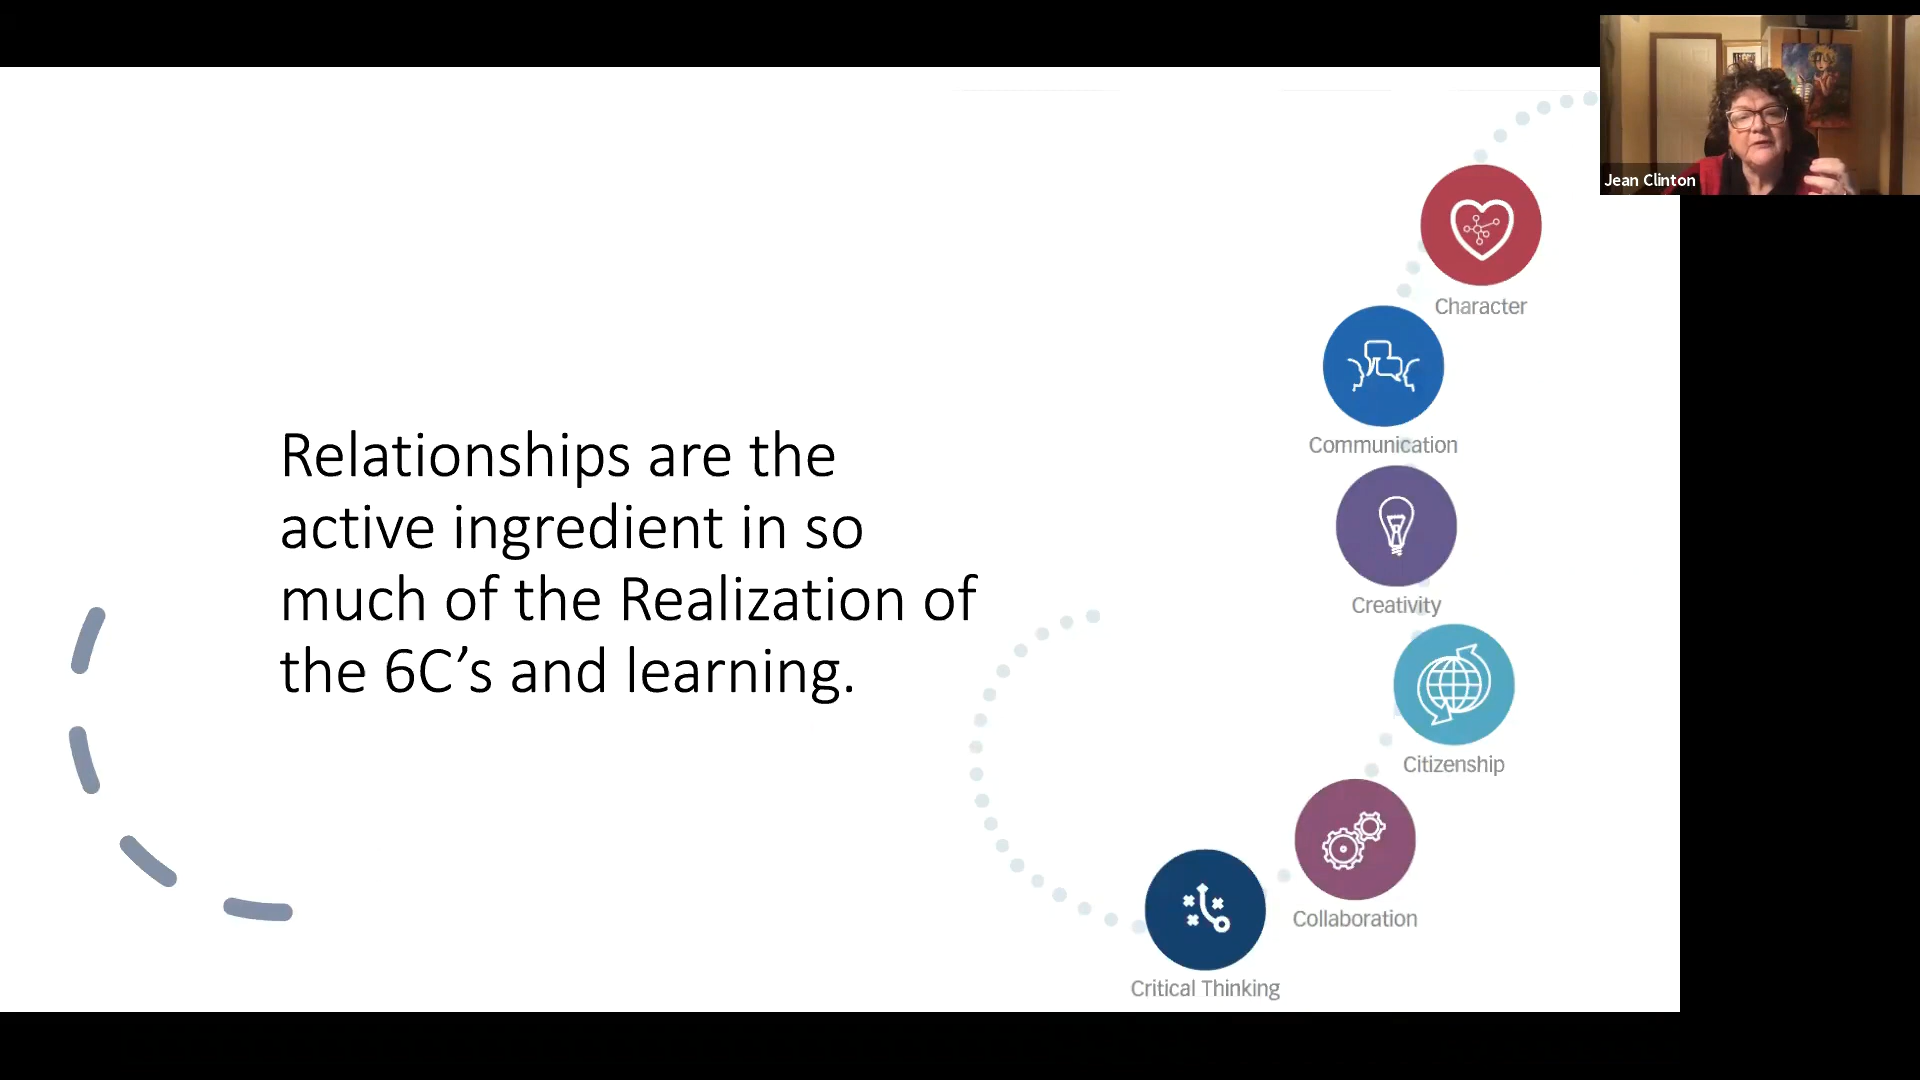 Jean Clinton
Relationships are the
active ingredient in so
much of the Realization of
the 6C’s and learning.
Character
Communication
Creativity
Citizenship
Collaboration
Critical Thinking